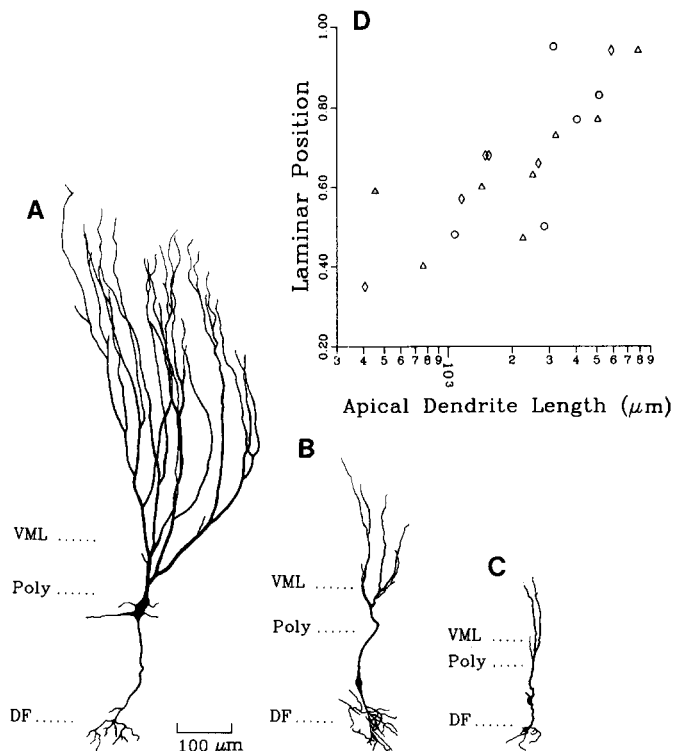 D
1.00
0.80
0.60
0.40
0.20
Laminar Position
3 4 5 6 7 8 9 10³ 2 3 4 5 6 7 8 9
Apical Dendrite Length (μm)
A
VML ......
Poly ......
DF ......
100 μm
B
VML ......
Poly ......
DF ......
C
VML ....
Poly ....
DF ....